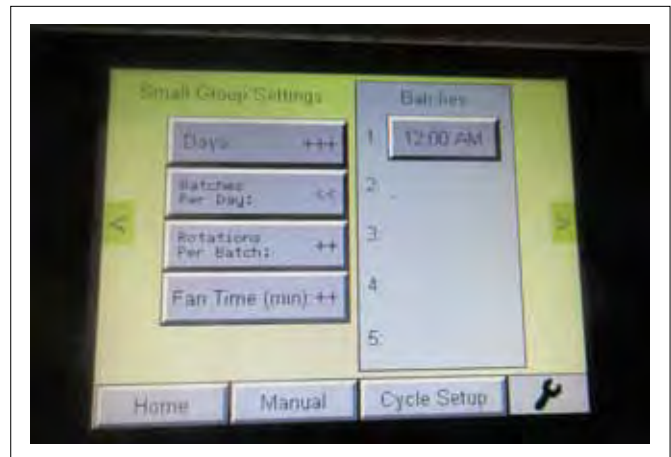 Small Group Settings
Days +++
Batches
Per Day: <<
Rotations
Per Batch: ++
Fan Time (min) ++
Batches
1 12:00 AM
2
3
4
5:
<
>
Home
Manual
Cycle Setup